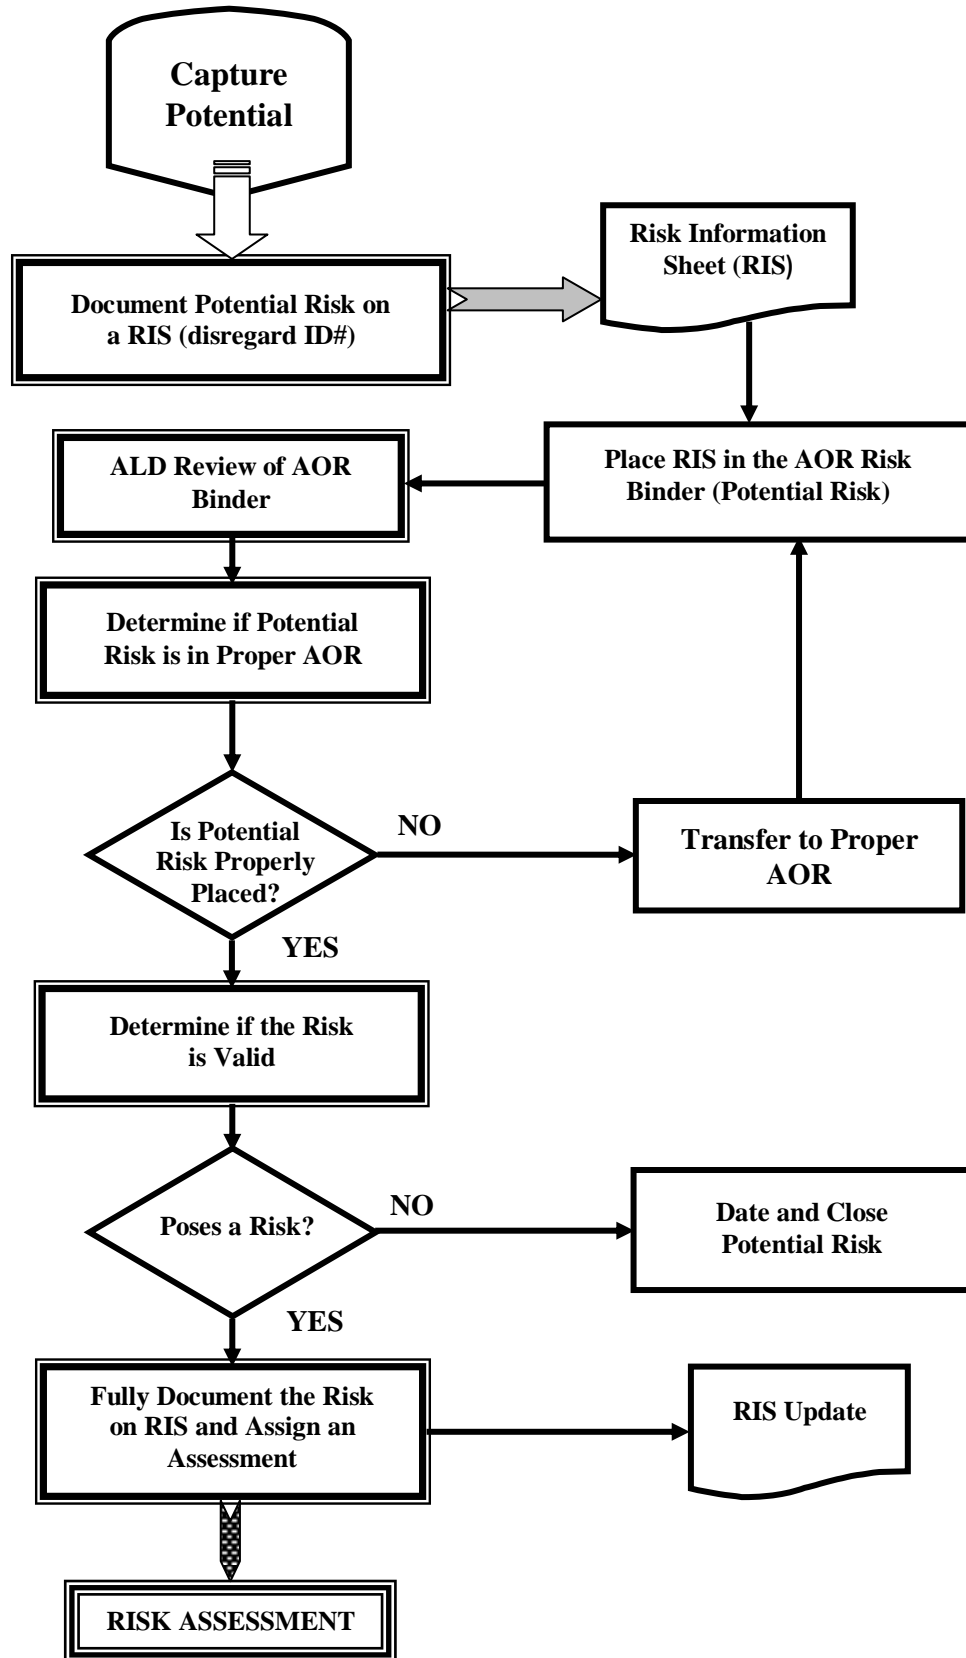 Capture
Potential
Document Potential Risk on
a RIS (disregard ID#)
Risk Information
Sheet (RIS)
Place RIS in the AOR Risk
Binder (Potential Risk)
ALD Review of AOR
Binder
Determine if Potential
Risk is in Proper AOR
Is Potential
Risk Properly
Placed?
NO
Transfer to Proper
AOR
YES
Determine if the Risk
is Valid
Poses a Risk?
NO
Date and Close
Potential Risk
YES
Fully Document the Risk
on RIS and Assign an
Assessment
RIS Update
RISK ASSESSMENT